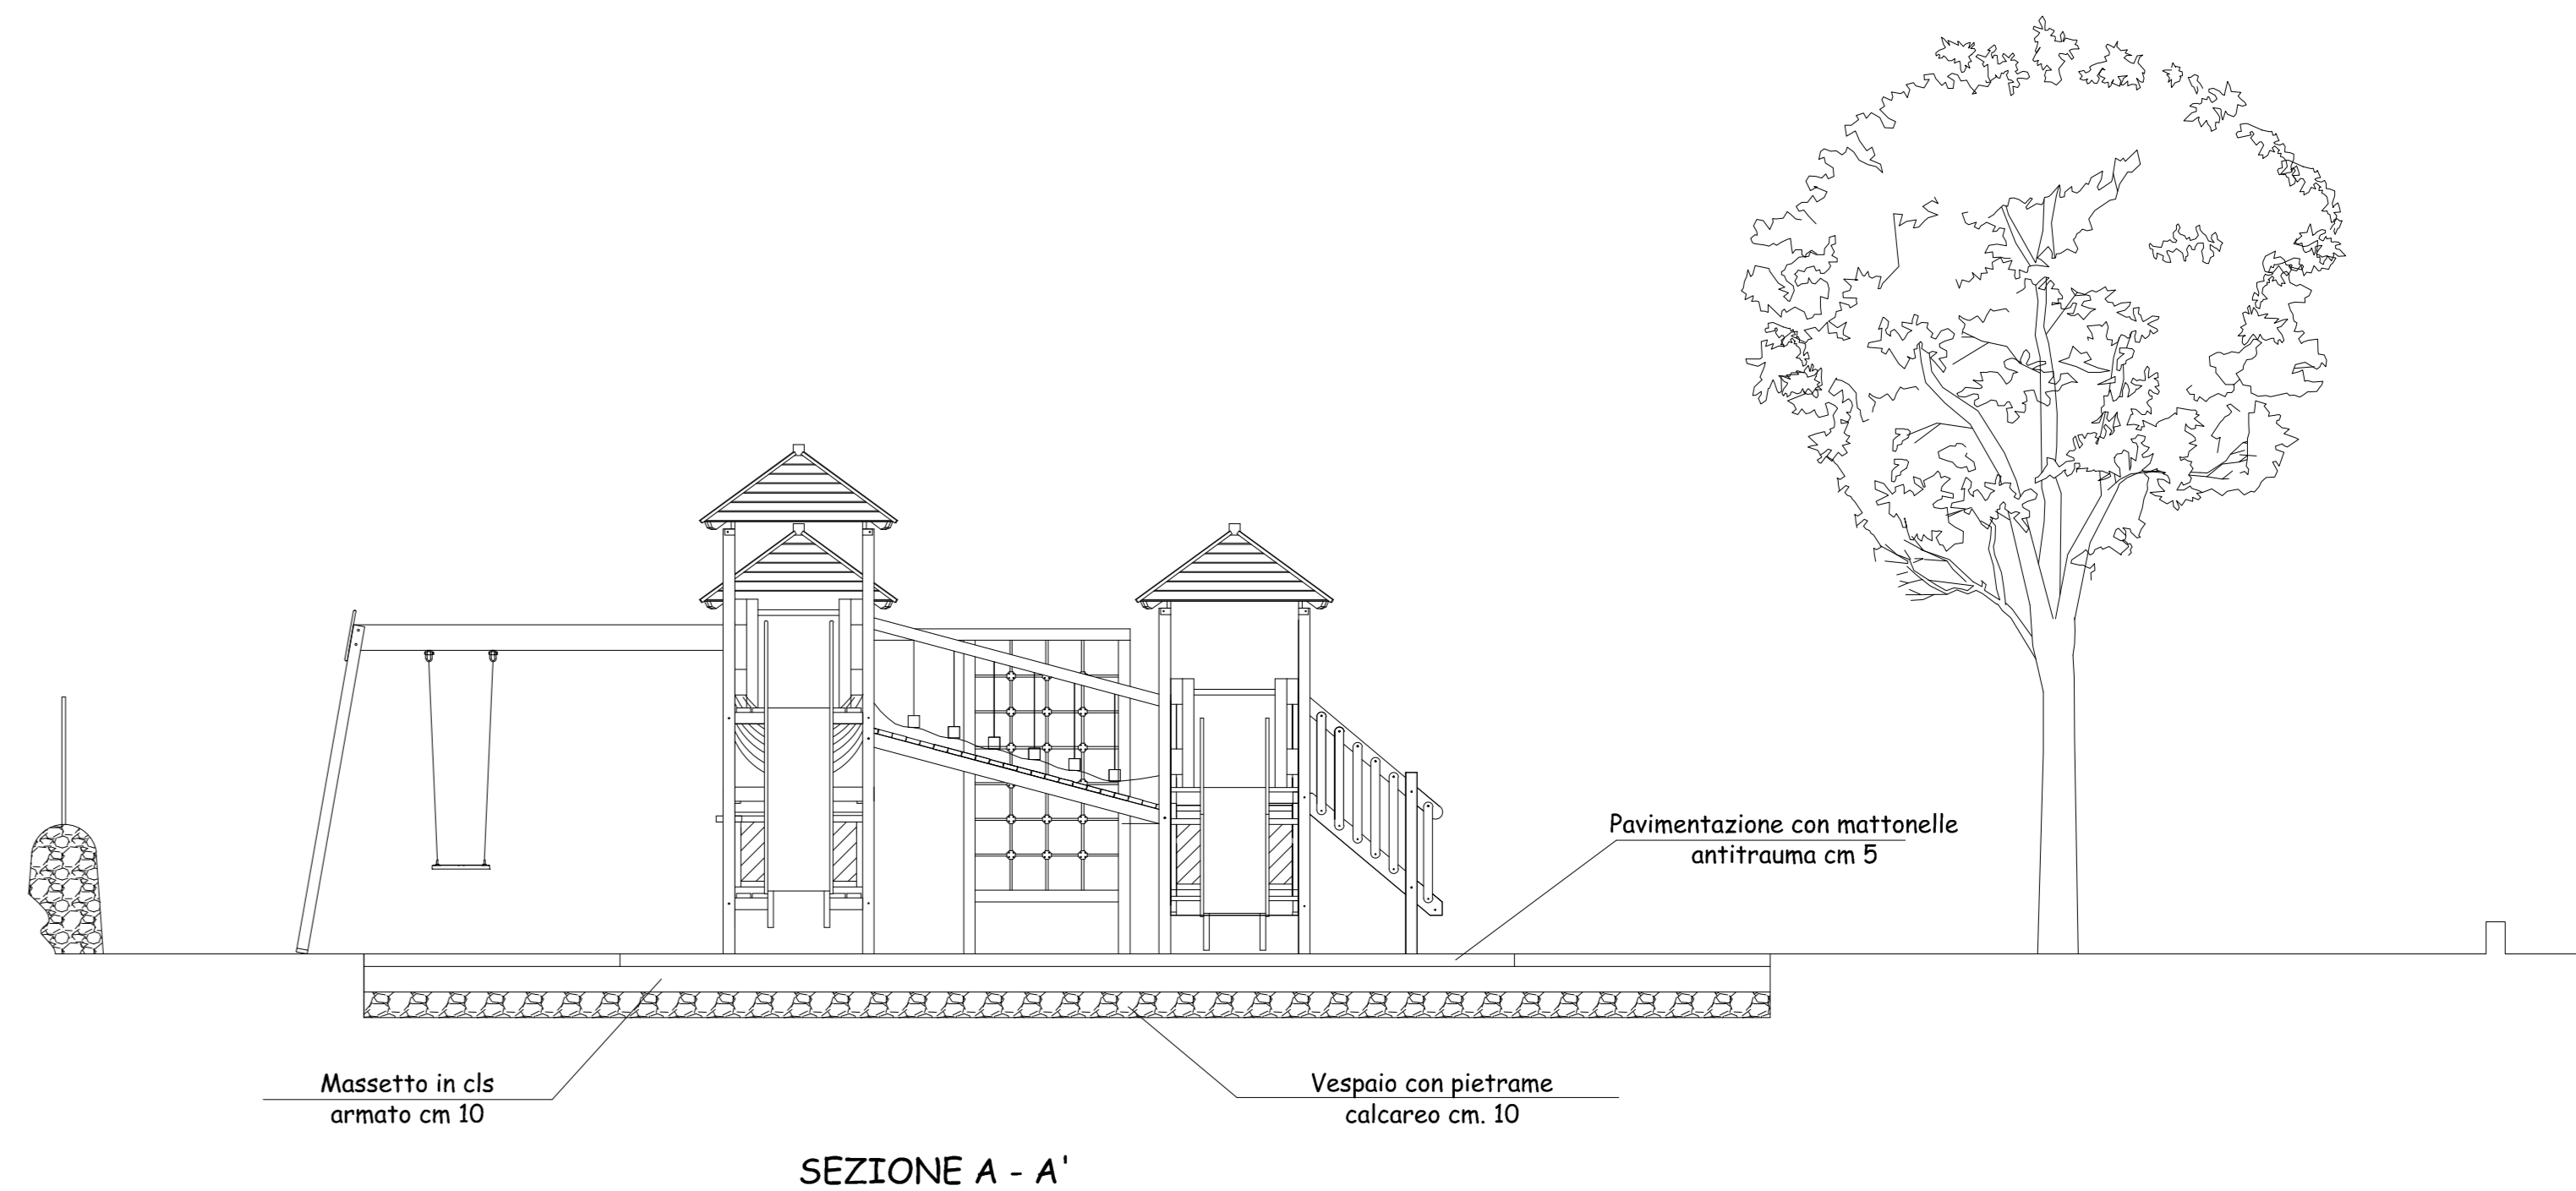 Pavimentazione con mattonelle
antitrauma cm 5
Massetto in cls
armato cm 10
Vespaio con pietrame
calcareo cm. 10
SEZIONE A - A'